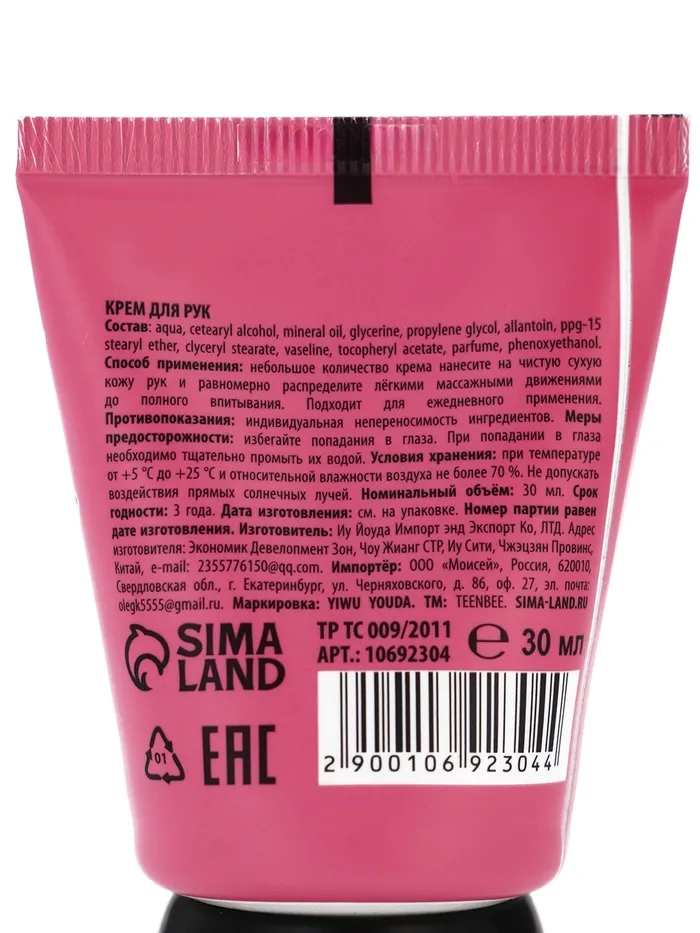 КРЕМ ДЛЯ РУК
Состав: aqua, cetearyl alcohol, mineral oil, glycerine, propylene glycol, allantoin, ppg-15
stearyl ether, clyceryl stearate, vaseline, tocopheryl acetate, parfume, phenoxyethanol.
Способ применения: небольшое количество крема нанесите на чистую сухую
кожу рук и равномерно распределите лёгкими массажными движениями
до полного впитывания. Подходит для ежедневного применения.
Противопоказания: индивидуальная непереносимость ингредиентов. Меры
предосторожности: избегайте попадания в глаза. При попадании в глаза
необходимо тщательно промыть их водой. Условия хранения: при температуре
от +5 °C до +25 °C и относительной влажности воздуха не более 70 %. Не допускать
воздействия прямых солнечных лучей. Номинальный объём: 30 мл. Срок
годности: 3 года. Дата изготовления: см. на упаковке. Номер партии равен
дате изготовления. Изготовитель: Иу Йоуда Импорт энд Экспорт Ко, ЛТД. Адрес
изготовителя: Экономик Девелопмент Зон, Чоу Жианг СТР, Иу Сити, Чжэцзян Провинс,
Китай, e-mail: 2355776150@qq.com. Импортёр: ООО «Моисей», Россия, 620010,
Свердловская обл., г. Екатеринбург, ул. Черняховского, д. 86, оф. 27, эл. почта:
olegk5555@gmail.ru. Маркировка: YIWU YOUDA. TM: TEENBEE. SIMA-LAND.RU
SIMA
LAND
ТР ТС 009/2011
АРТ.: 10692304
e 30 мл
01
EAC
2 900106 923044